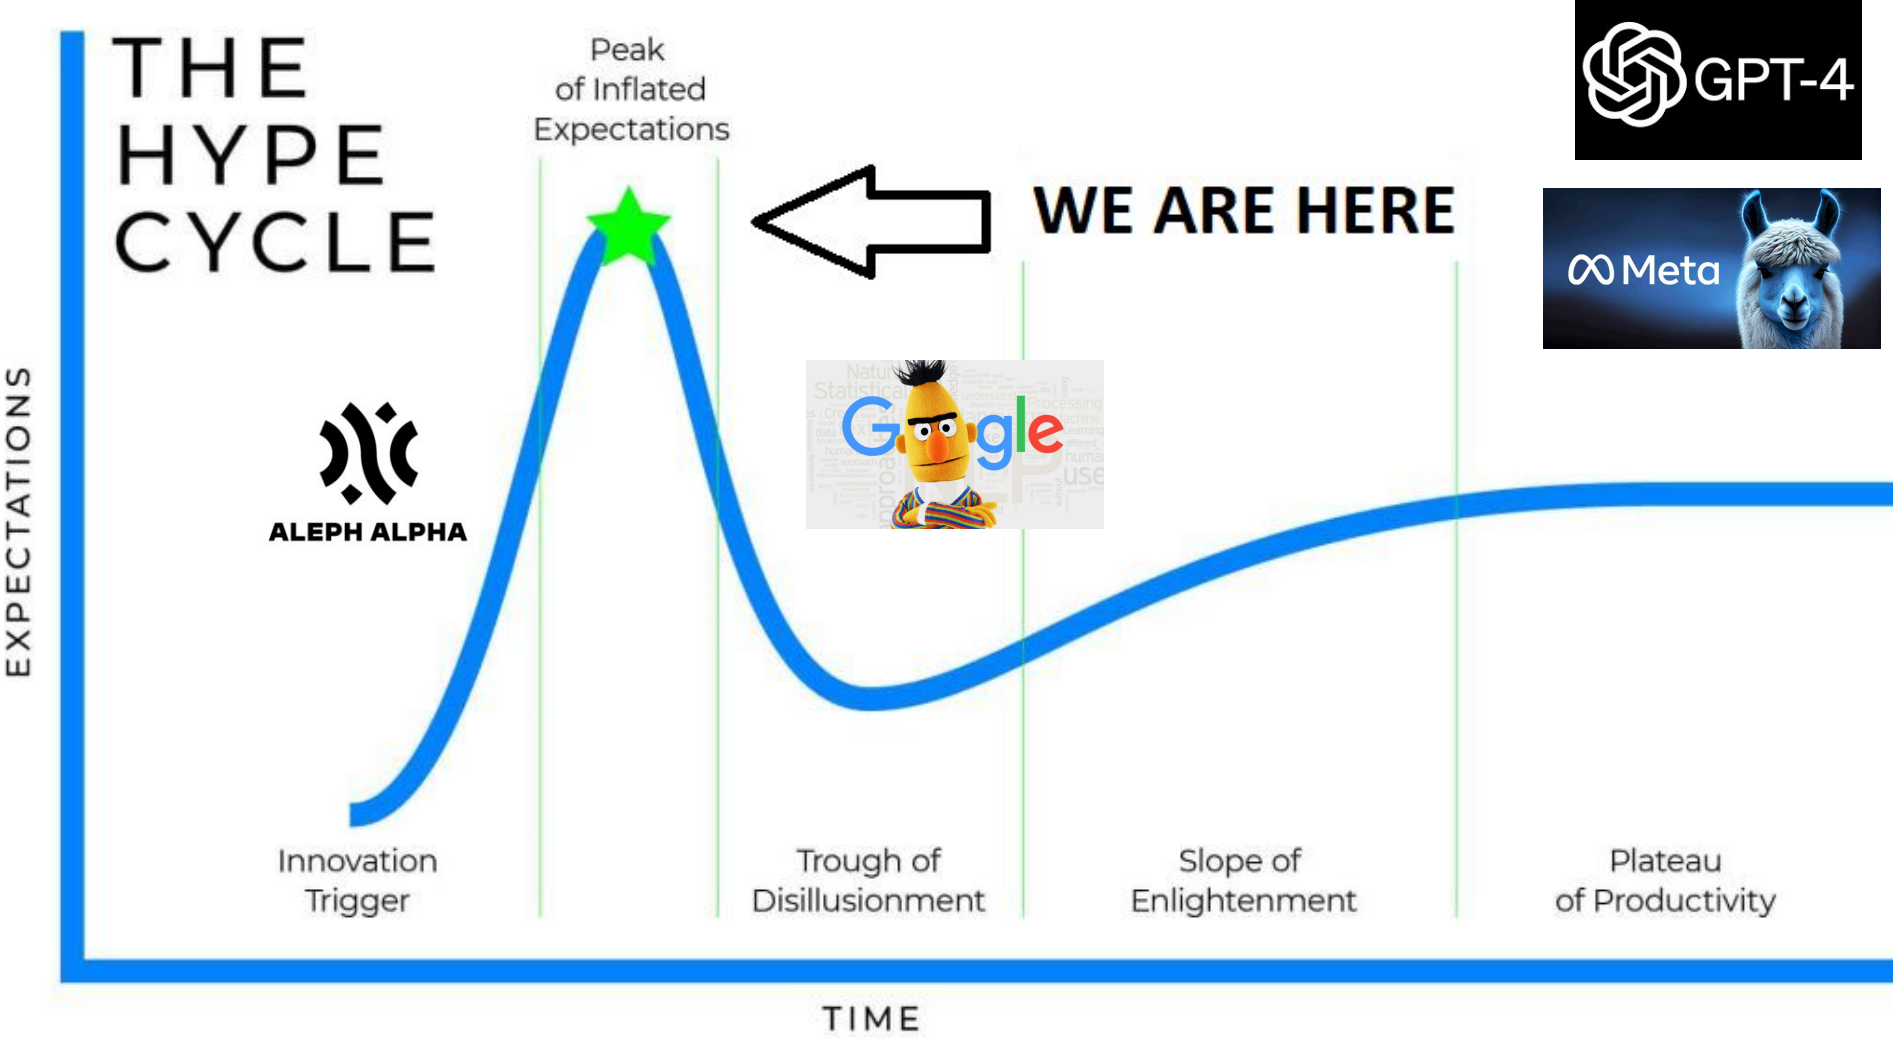 THE
HYPE
CYCLE
Peak
of Inflated
Expectations
WE ARE HERE
GPT-4
Meta
Google
ALEPH ALPHA
EXPECTATIONS
Innovation
Trigger
Trough of
Disillusionment
Slope of
Enlightenment
Plateau
of Productivity
TIME